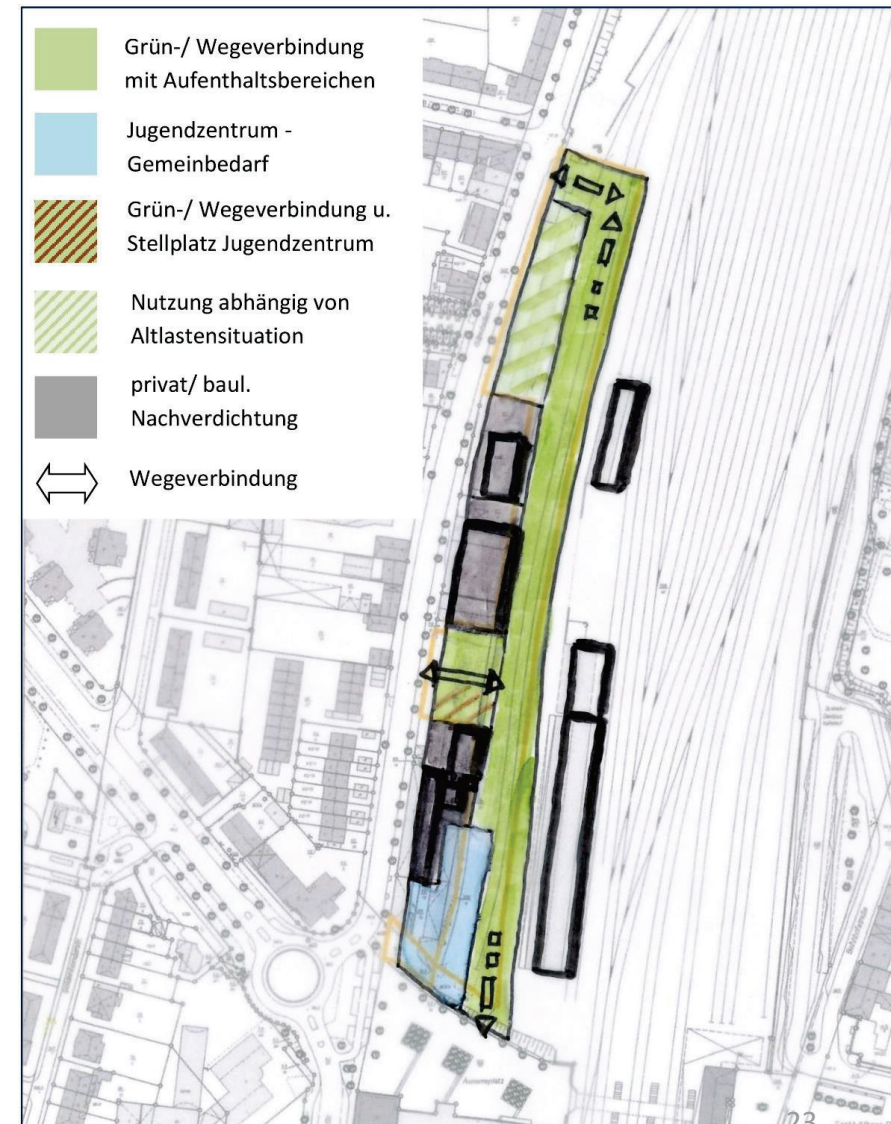 Grün-/ Wegeverbindung
mit Aufenthaltsbereichen
Jugendzentrum -
Gemeinbedarf
Grün-/ Wegeverbindung u.
Stellplatz Jugendzentrum
Nutzung abhängig von
Altlastensituation
privat/ baul.
Nachverdichtung
Wegeverbindung
23